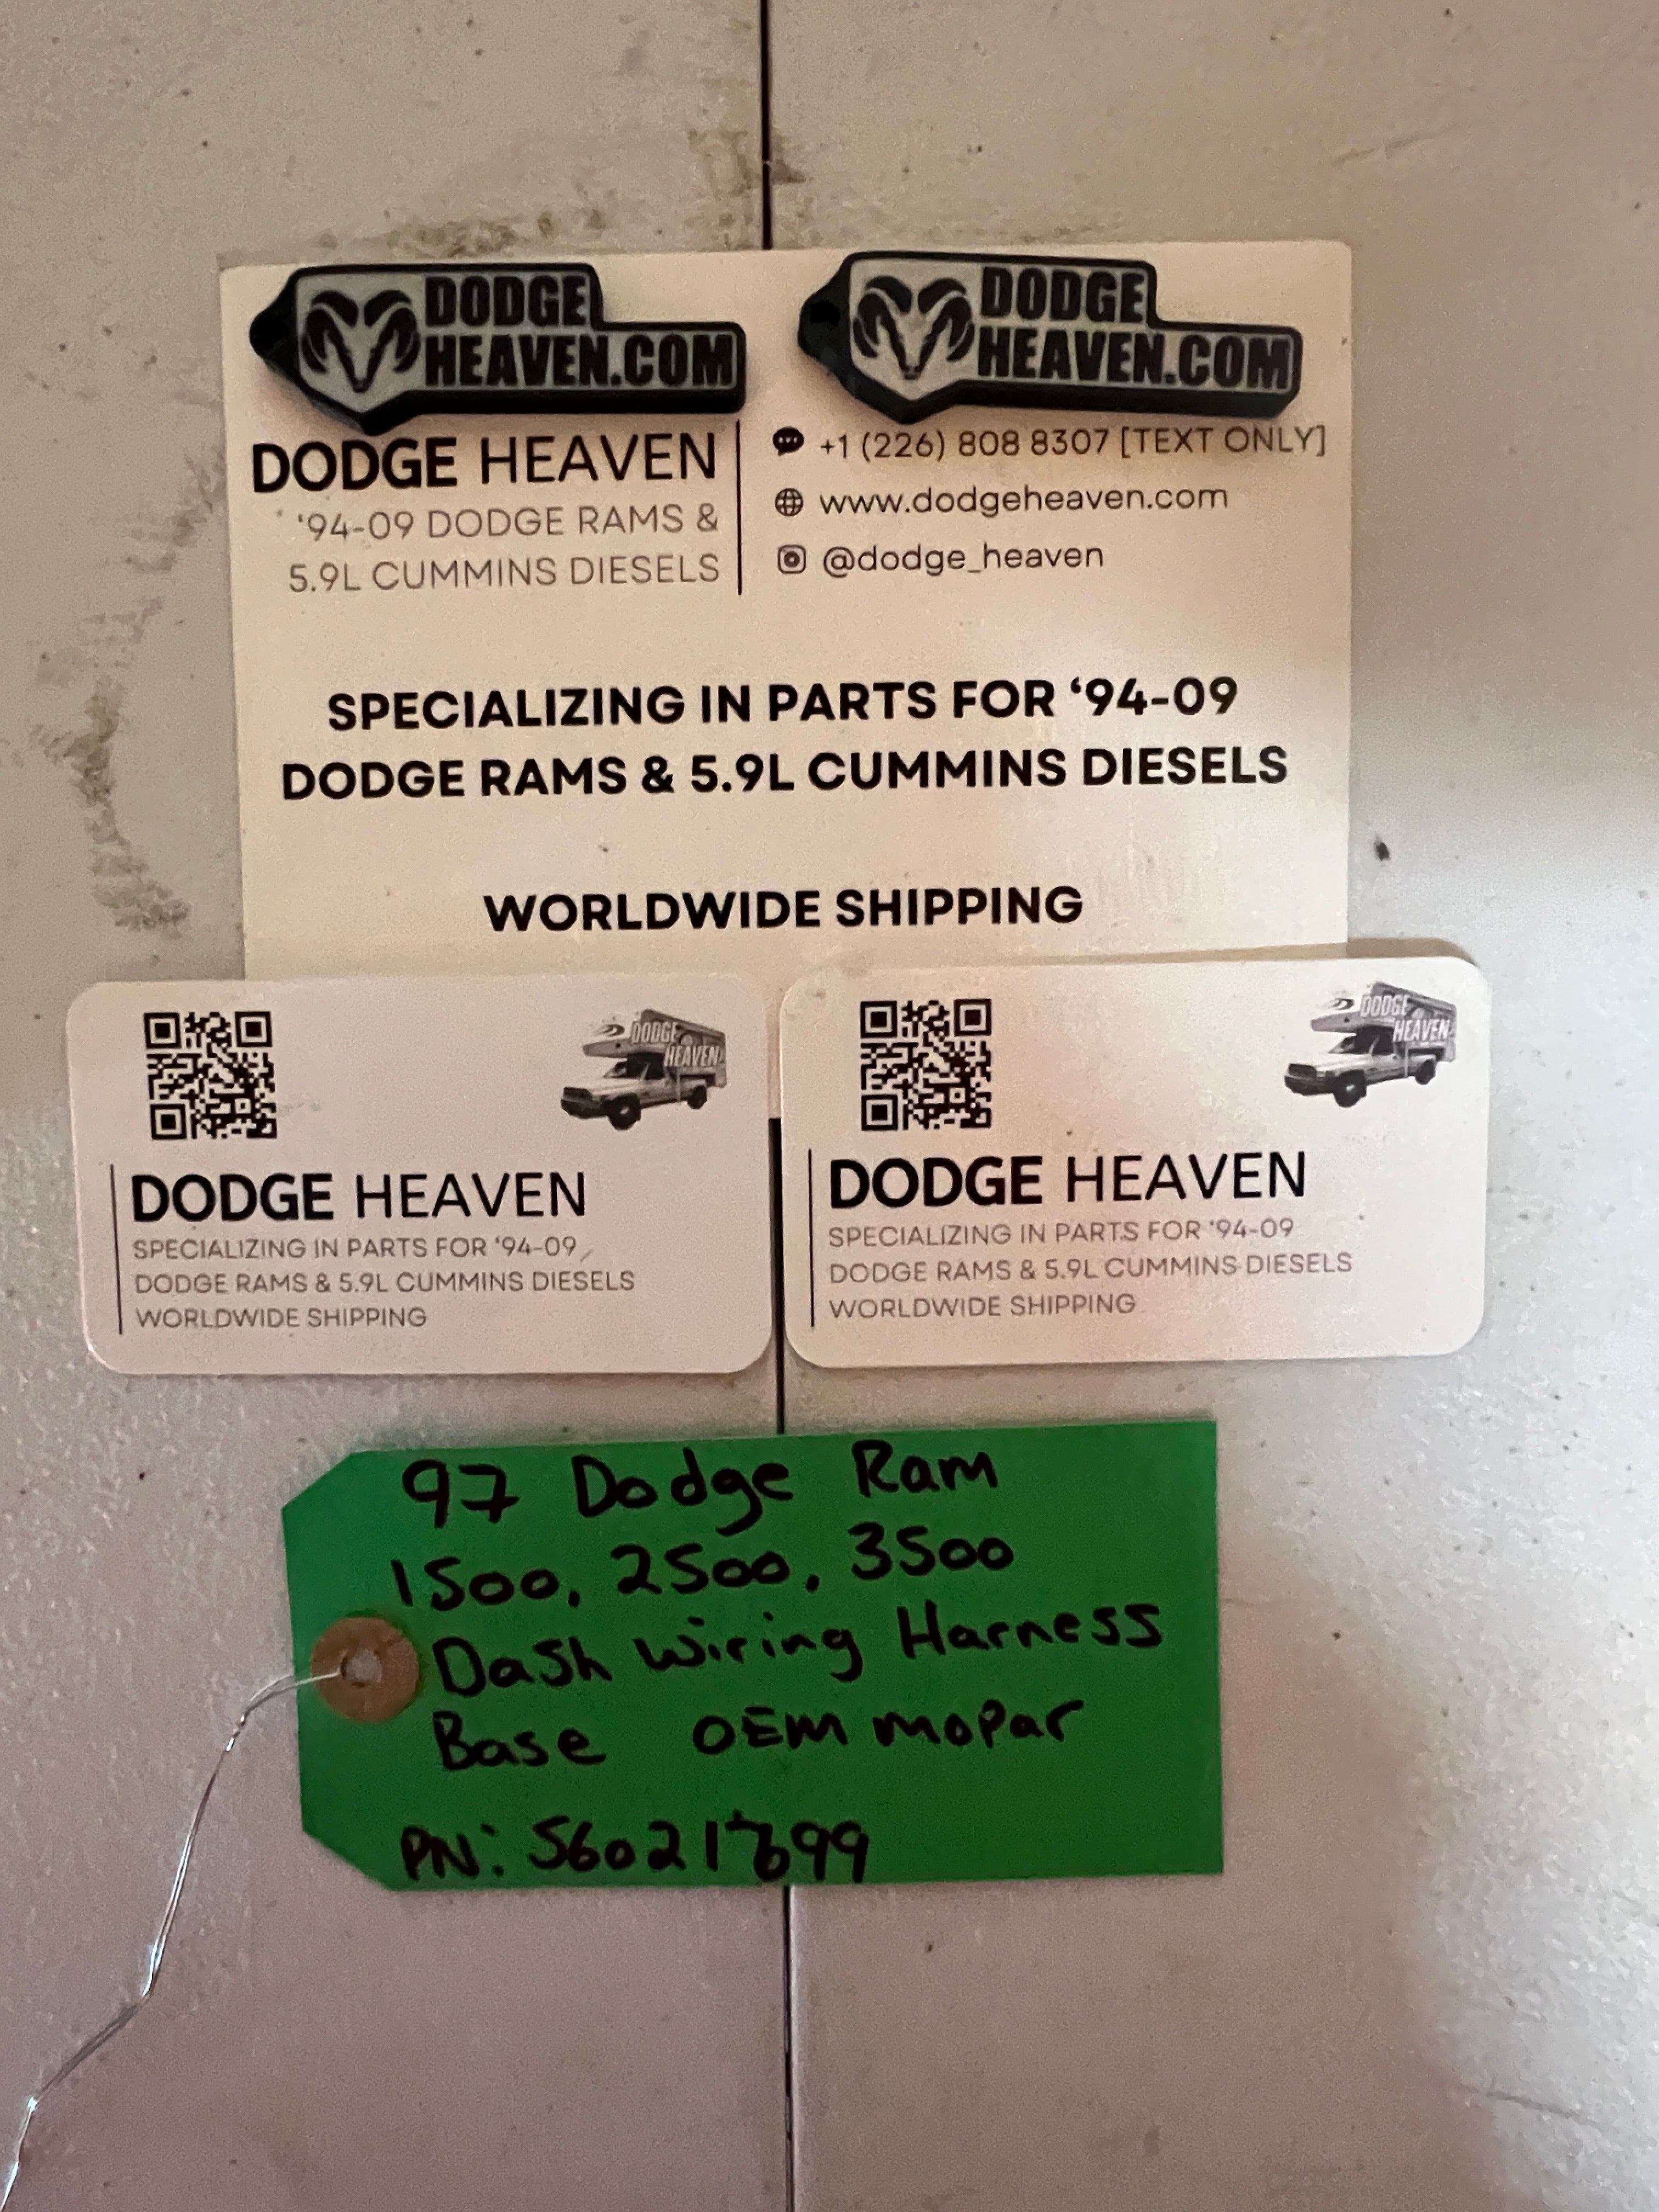 DODGE
HEAVEN.COM
DODGE
HEAVEN.COM
DODGE HEAVEN
'94-09 DODGE RAMS &
5.9L CUMMINS DIESELS
+1 (226) 808 8307 [TEXT ONLY]
www.dodgeheaven.com
@dodge_heaven
SPECIALIZING IN PARTS FOR '94-09
DODGE RAMS & 5.9L CUMMINS DIESELS
WORLDWIDE SHIPPING
DODGE
HEAVEN
DODGE HEAVEN
SPECIALIZING IN PARTS FOR '94-09
DODGE RAMS & 5.9L CUMMINS DIESELS
WORLDWIDE SHIPPING
DODGE
HEAVEN
DODGE HEAVEN
SPECIALIZING IN PARTS FOR '94-09
DODGE RAMS & 5.9L CUMMINS DIESELS
WORLDWIDE SHIPPING
97 Dodge Ram
1500, 2500, 3500
Dash Wiring Harness
Base OEM mopar
PN: